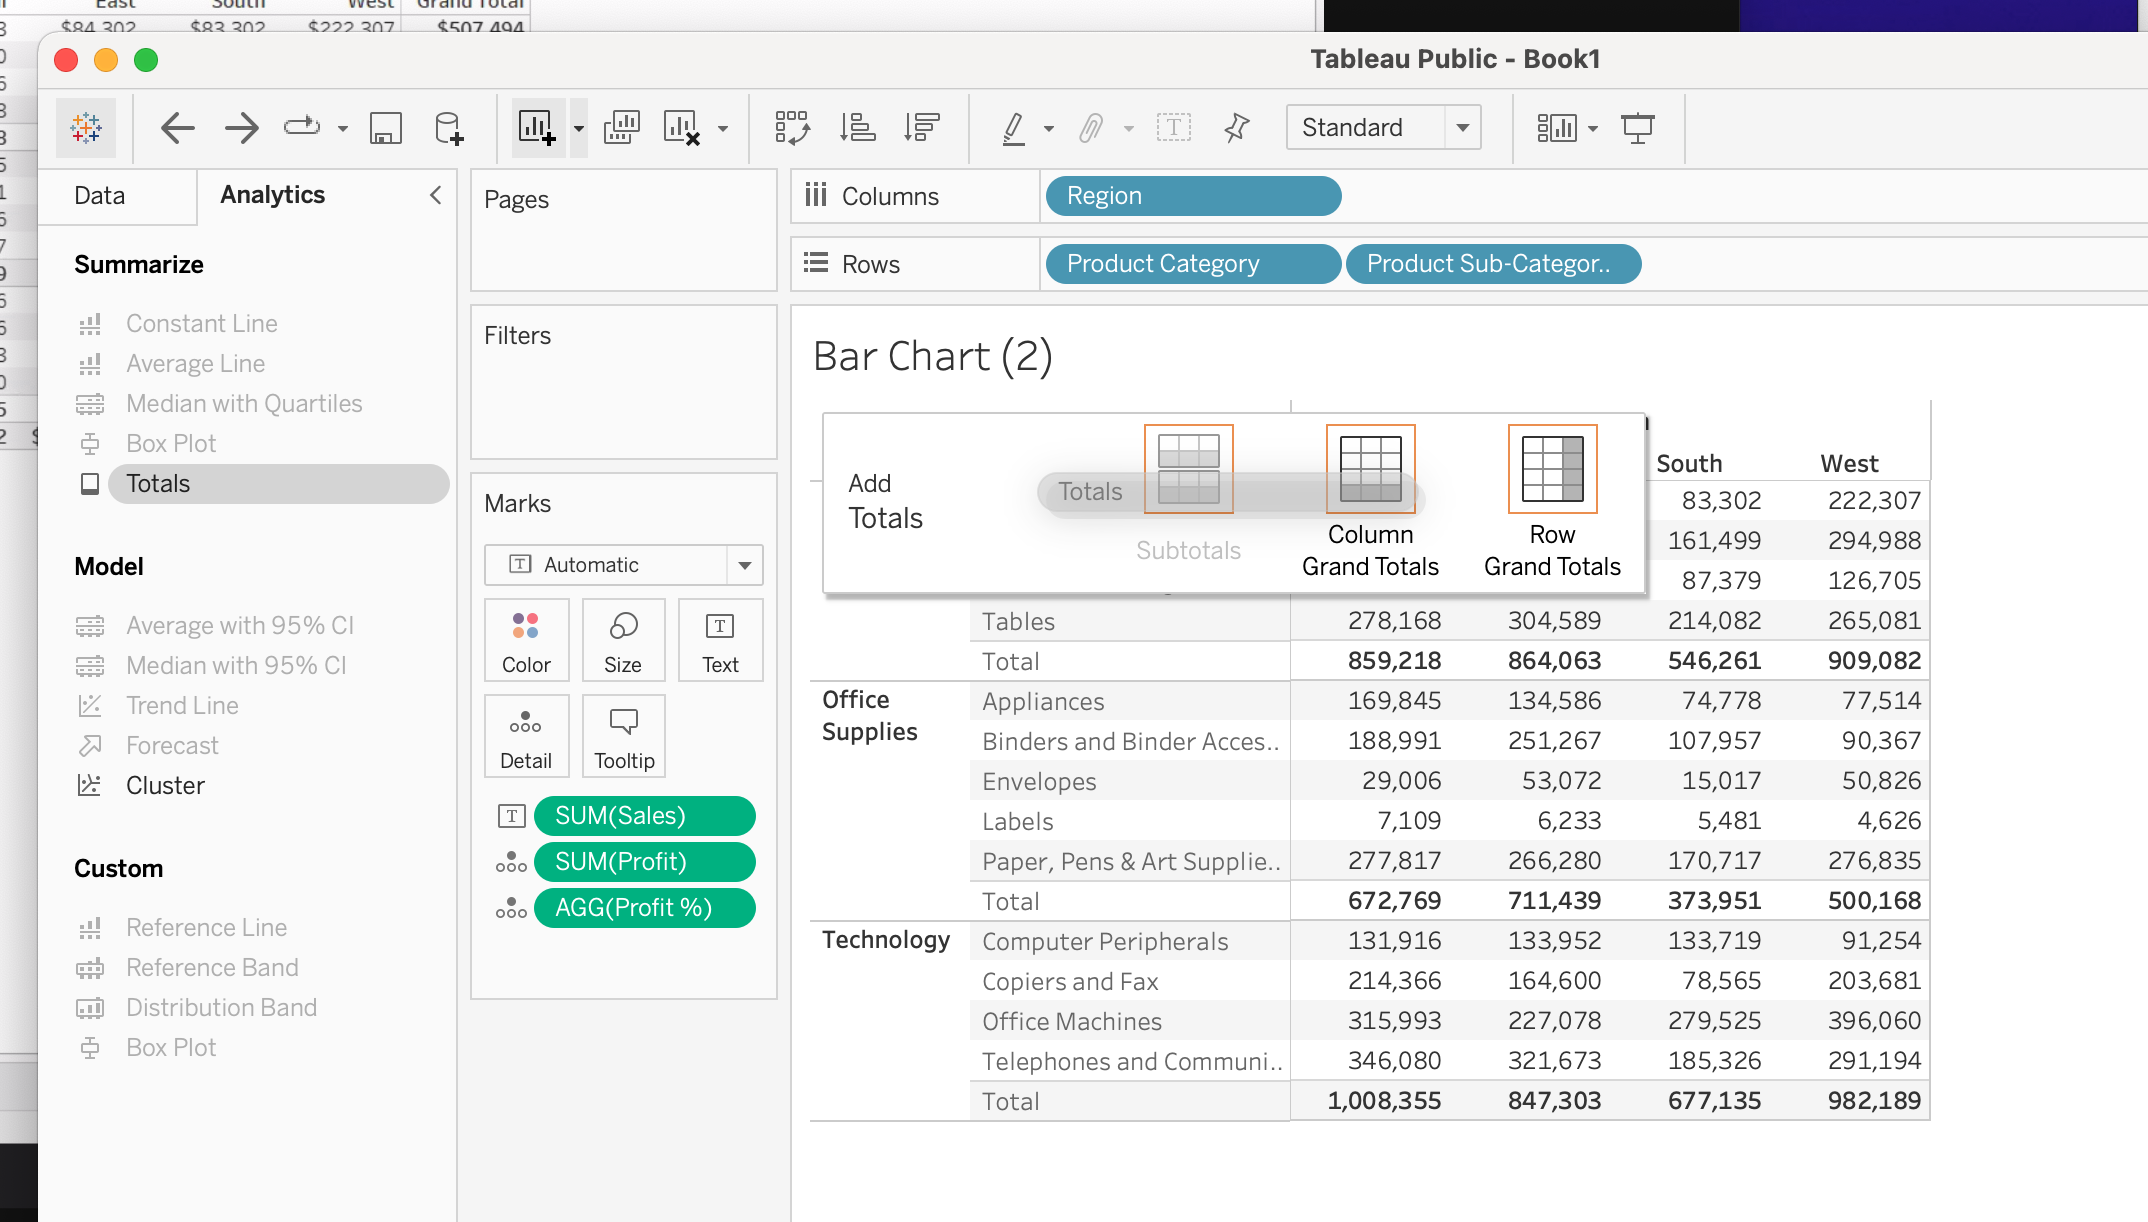 East South West Grand Total
$84,302 $83,302 $222,307 $507,494
Tableau Public - Book1
Standard
Data Analytics
Pages
Columns
Region
Rows
Product Category Product Sub-Categor..
Summarize
Constant Line
Average Line
Median with Quartiles
Box Plot
Totals
Model
Average with 95% CI
Median with 95% CI
Trend Line
Forecast
Cluster
Custom
Reference Line
Reference Band
Distribution Band
Box Plot
Filters
Marks
Automatic
Color Size Text
Detail Tooltip
SUM(Sales)
SUM(Profit)
AGG(Profit %)
Bar Chart (2)
Add
Totals
Totals
Subtotals
Column
Grand Totals
Row
Grand Totals
South West
83,302 222,307
161,499 294,988
87,379 126,705
Tables 278,168 304,589 214,082 265,081
Total 859,218 864,063 546,261 909,082
Office
Supplies
Appliances 169,845 134,586 74,778 77,514
Binders and Binder Acces.. 188,991 251,267 107,957 90,367
Envelopes 29,006 53,072 15,017 50,826
Labels 7,109 6,233 5,481 4,626
Paper, Pens & Art Supplie.. 277,817 266,280 170,717 276,835
Total 672,769 711,439 373,951 500,168
Technology Computer Peripherals 131,916 133,952 133,719 91,254
Copiers and Fax 214,366 164,600 78,565 203,681
Office Machines 315,993 227,078 279,525 396,060
Telephones and Communi.. 346,080 321,673 185,326 291,194
Total 1,008,355 847,303 677,135 982,189